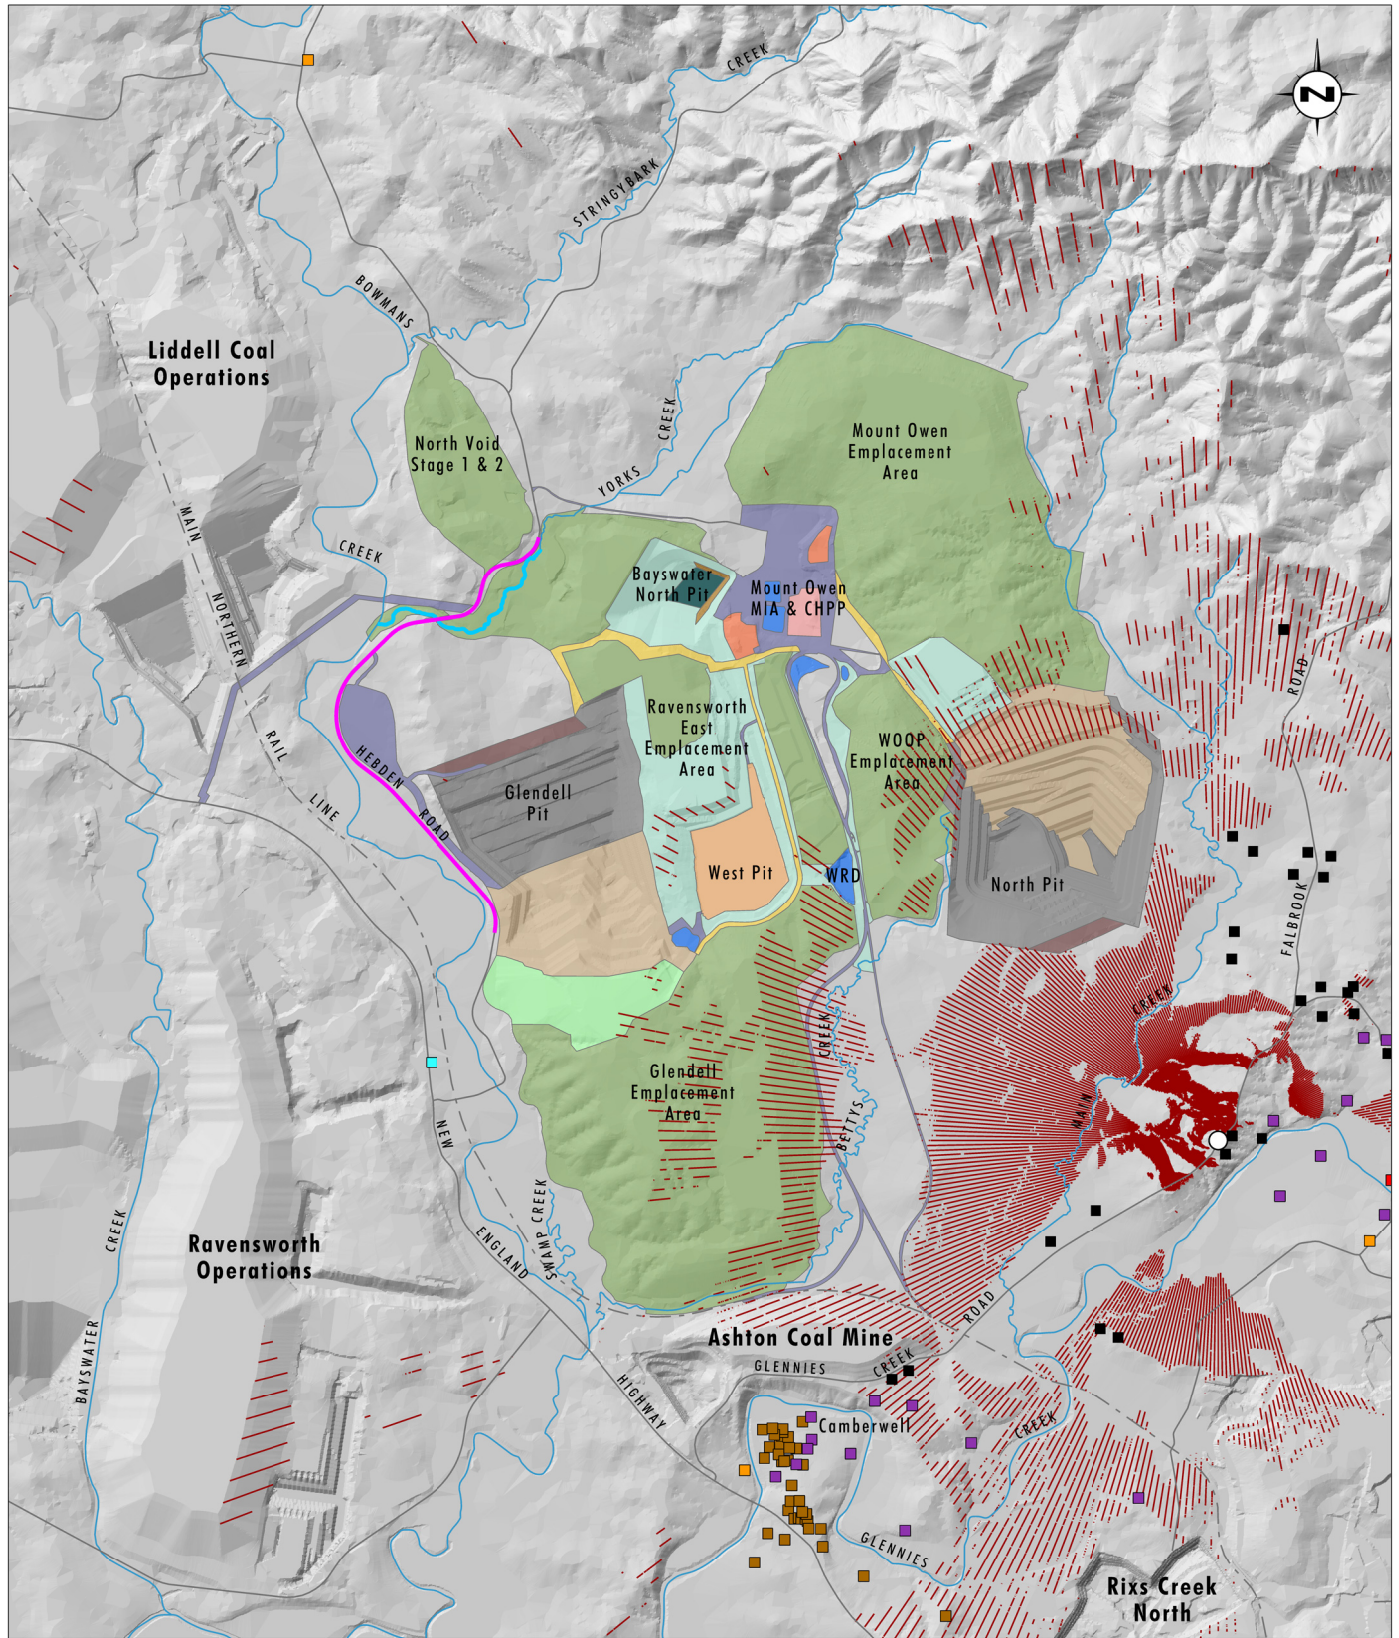 CREEK
N
STRINGYBARK
BOWMANS
Liddell Coal
Operations
North Void
Stage 1 & 2
CREEK
YORKS
Mount Owen
Emplacement
Area
MAIN
NORTHERN
RAIL
LINE
CREEK
Bayswater
North Pit
Mount Owen
MIA & CHPP
ROAD
FALBROOK
Ravensworth
East
Emplacement
Area
WOOP
Emplacement
Area
HEBDEN
ROAD
Glendell
Pit
West Pit
WRD
North Pit
CREEK
MAIN
CREEK
BETTYS
Glendell
Emplacement
Area
NEW
ENGLAND
HIGHWAY
SWAMP CREEK
CREEK
BAYSWATER
Ravensworth
Operations
ROAD
Ashton Coal Mine
GLENNIES
CREEK
Camberwell
CREEK
GLENNIES
Rixs Creek
North